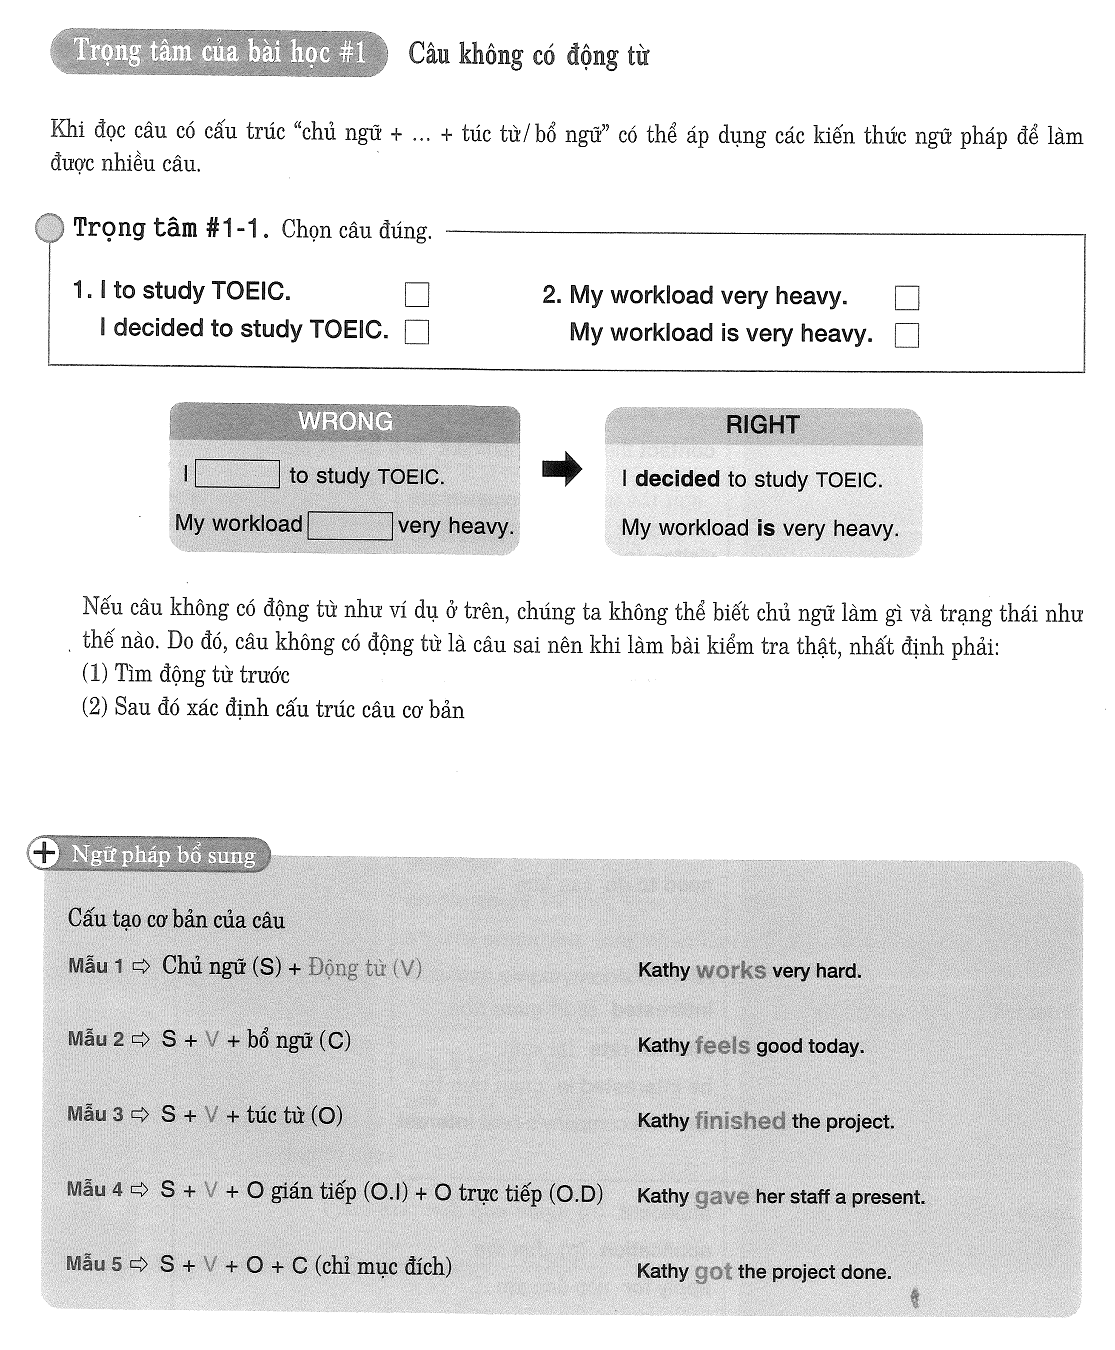 Trọng tâm của bài học #1 Câu không có động từ
Khi đọc câu có cấu trúc “chủ ngữ + ... + túc từ/bổ ngữ” có thể áp dụng các kiến thức ngữ pháp để làm
được nhiều câu.
Trọng tâm #1-1. Chọn câu đúng.
1. I to study TOEIC.
I decided to study TOEIC.
2. My workload very heavy.
My workload is very heavy.
WRONG
I to study TOEIC.
My workload very heavy.
RIGHT
I decided to study TOEIC.
My workload is very heavy.
Nếu câu không có động từ như ví dụ ở trên, chúng ta không thể biết chủ ngữ làm gì và trạng thái như
thế nào. Do đó, câu không có động từ là câu sai nên khi làm bài kiểm tra thật, nhất định phải:
(1) Tìm động từ trước
(2) Sau đó xác định cấu trúc câu cơ bản
Ngữ pháp bổ sung
Cấu tạo cơ bản của câu
Mẫu 1 ⇨ Chủ ngữ (S) + Động từ (V) Kathy works very hard.
Mẫu 2 ⇨ S + V + bổ ngữ (C) Kathy feels good today.
Mẫu 3 ⇨ S + V + túc từ (O) Kathy finished the project.
Mẫu 4 ⇨ S + V + O gián tiếp (O.I) + O trực tiếp (O.D) Kathy gave her staff a present.
Mẫu 5 ⇨ S + V + O + C (chỉ mục đích) Kathy got the project done.